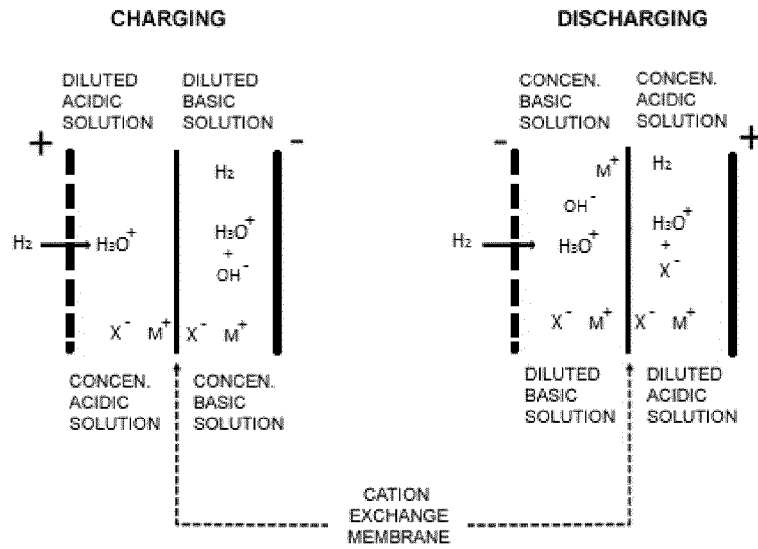 CHARGING
DILUTED
ACIDIC
SOLUTION
DILUTED
BASIC
SOLUTION
+
-
H₂
H₂
H₃O⁺
H₃O⁺
+
OH⁻
X⁻ M⁺
X⁻ M⁺
CONCEN.
ACIDIC
SOLUTION
CONCEN.
BASIC
SOLUTION
DISCHARGING
CONCEN.
BASIC
SOLUTION
CONCEN.
ACIDIC
SOLUTION
-
+
M⁺
H₂
OH⁻
H₂
H₃O⁺
H₃O⁺
+
X⁻
X⁻ M⁺
X⁻ M⁺
DILUTED
BASIC
SOLUTION
DILUTED
ACIDIC
SOLUTION
CATION
EXCHANGE
MEMBRANE